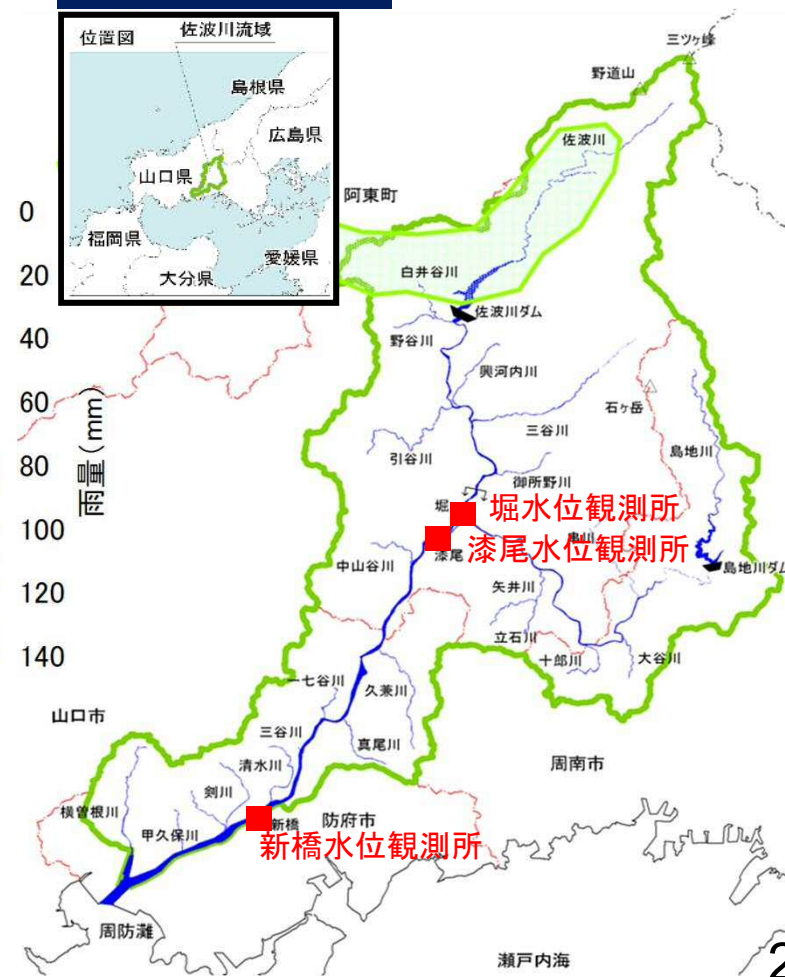 位置図
佐波川流域
島根県
広島県
山口県
福岡県
愛媛県
大分県
三ツヶ峰
野道山
佐波川
阿東町
白井谷川
佐波川ダム
野谷川
興河内川
石ヶ岳
三谷川
島地川
引谷川
御所野川
堀
堀水位観測所
漆尾水位観測所
漆尾
島地川ダム
中山谷川
矢井川
立石川
十郎川
大谷川
一七谷川
久兼川
三谷川
真尾川
山口市
清水川
周南市
剣川
横曽根川
防府市
新橋
甲久保川
新橋水位観測所
周防灘
瀬戸内海
0
20
40
60
80
100
120
140
雨量(mm)
2